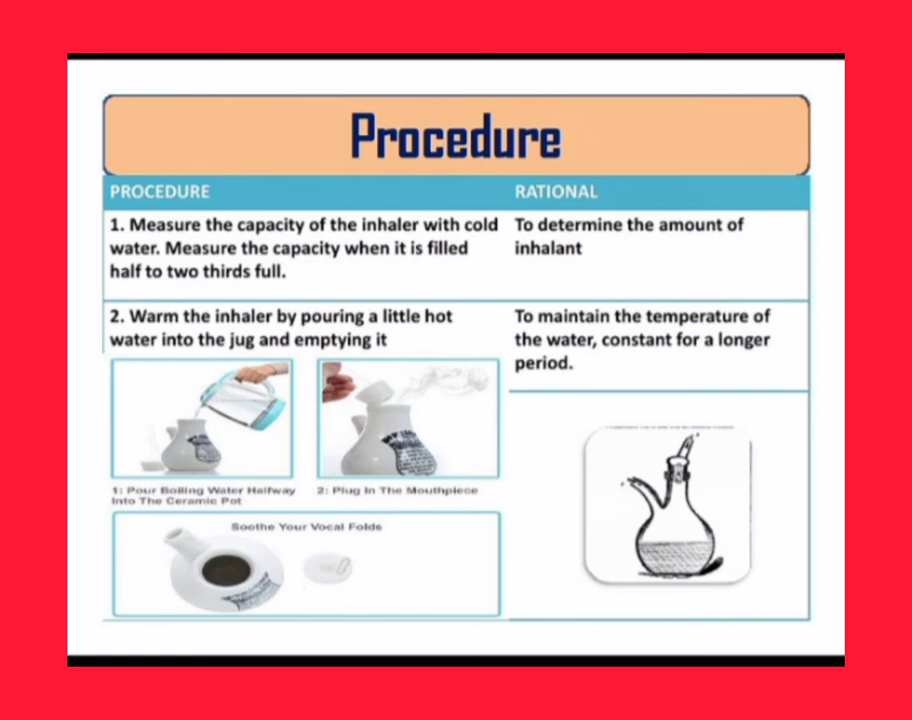 Procedure
PROCEDURE
RATIONAL
1. Measure the capacity of the inhaler with cold
water. Measure the capacity when it is filled
half to two thirds full.
To determine the amount of
inhalant
2. Warm the inhaler by pouring a little hot
water into the jug and emptying it
To maintain the temperature of
the water, constant for a longer
period.
1: Pour Boiling Water Halfway
Into The Ceramic Pot
2: Plug In The Mouthpiece
Soothe Your Vocal Folds